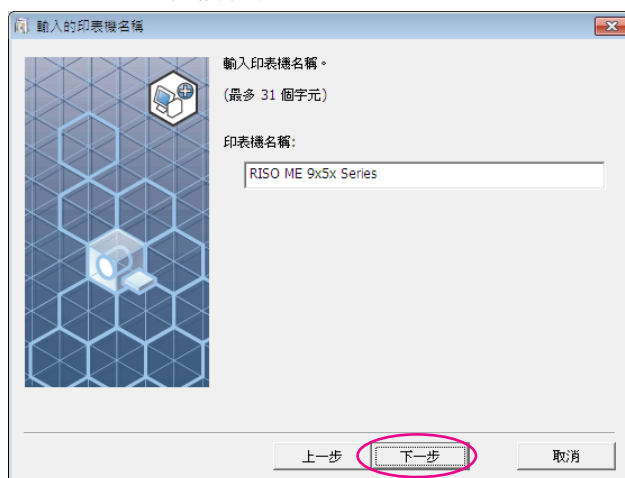 輸入的印表機名稱
輸入印表機名稱。
(最多 31 個字元)
印表機名稱:
RISO ME 9x5x Series
上一步
下一步
取消